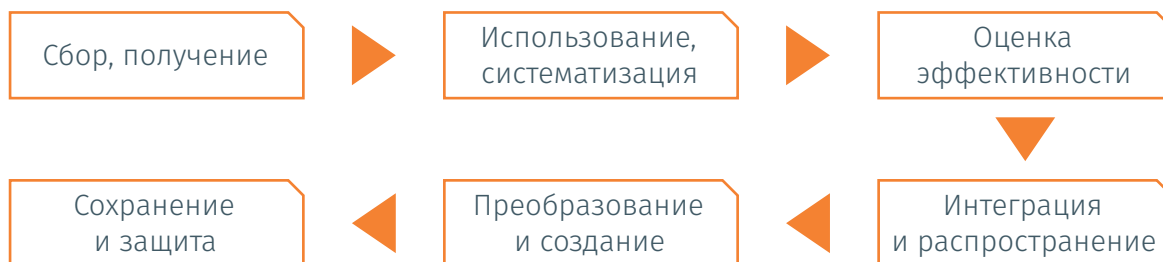 Сбор, получение
Использование,
систематизация
Оценка
эффективности
Интеграция
и распространение
Преобразование
и создание
Сохранение
и защита